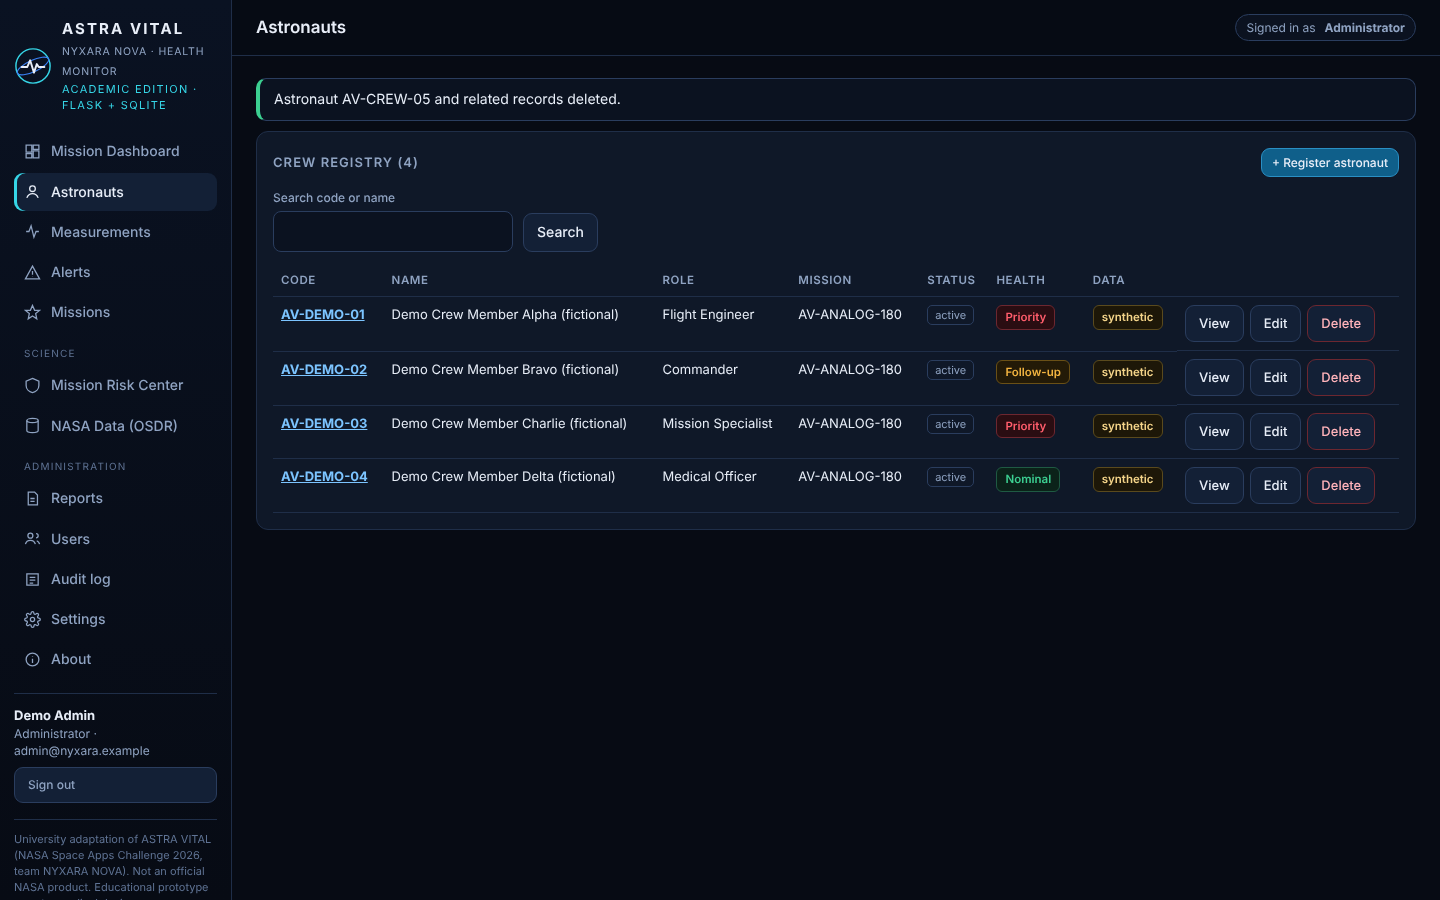 ASTRA VITAL
NYXARA NOVA · HEALTH
MONITOR
ACADEMIC EDITION ·
FLASK + SQLITE
Mission Dashboard
Astronauts
Measurements
Alerts
Missions
SCIENCE
Mission Risk Center
NASA Data (OSDR)
ADMINISTRATION
Reports
Users
Audit log
Settings
About
Demo Admin
Administrator ·
admin@nyxara.example
Sign out
University adaptation of ASTRA VITAL
(NASA Space Apps Challenge 2026,
team NYXARA NOVA). Not an official
NASA product. Educational prototype
Astronauts
Signed in as Administrator
Astronaut AV-CREW-05 and related records deleted.
CREW REGISTRY (4)
+ Register astronaut
Search code or name
Search
CODE NAME ROLE MISSION STATUS HEALTH DATA
AV-DEMO-01 Demo Crew Member Alpha (fictional) Flight Engineer AV-ANALOG-180 active Priority synthetic View Edit Delete
AV-DEMO-02 Demo Crew Member Bravo (fictional) Commander AV-ANALOG-180 active Follow-up synthetic View Edit Delete
AV-DEMO-03 Demo Crew Member Charlie (fictional) Mission Specialist AV-ANALOG-180 active Priority synthetic View Edit Delete
AV-DEMO-04 Demo Crew Member Delta (fictional) Medical Officer AV-ANALOG-180 active Nominal synthetic View Edit Delete